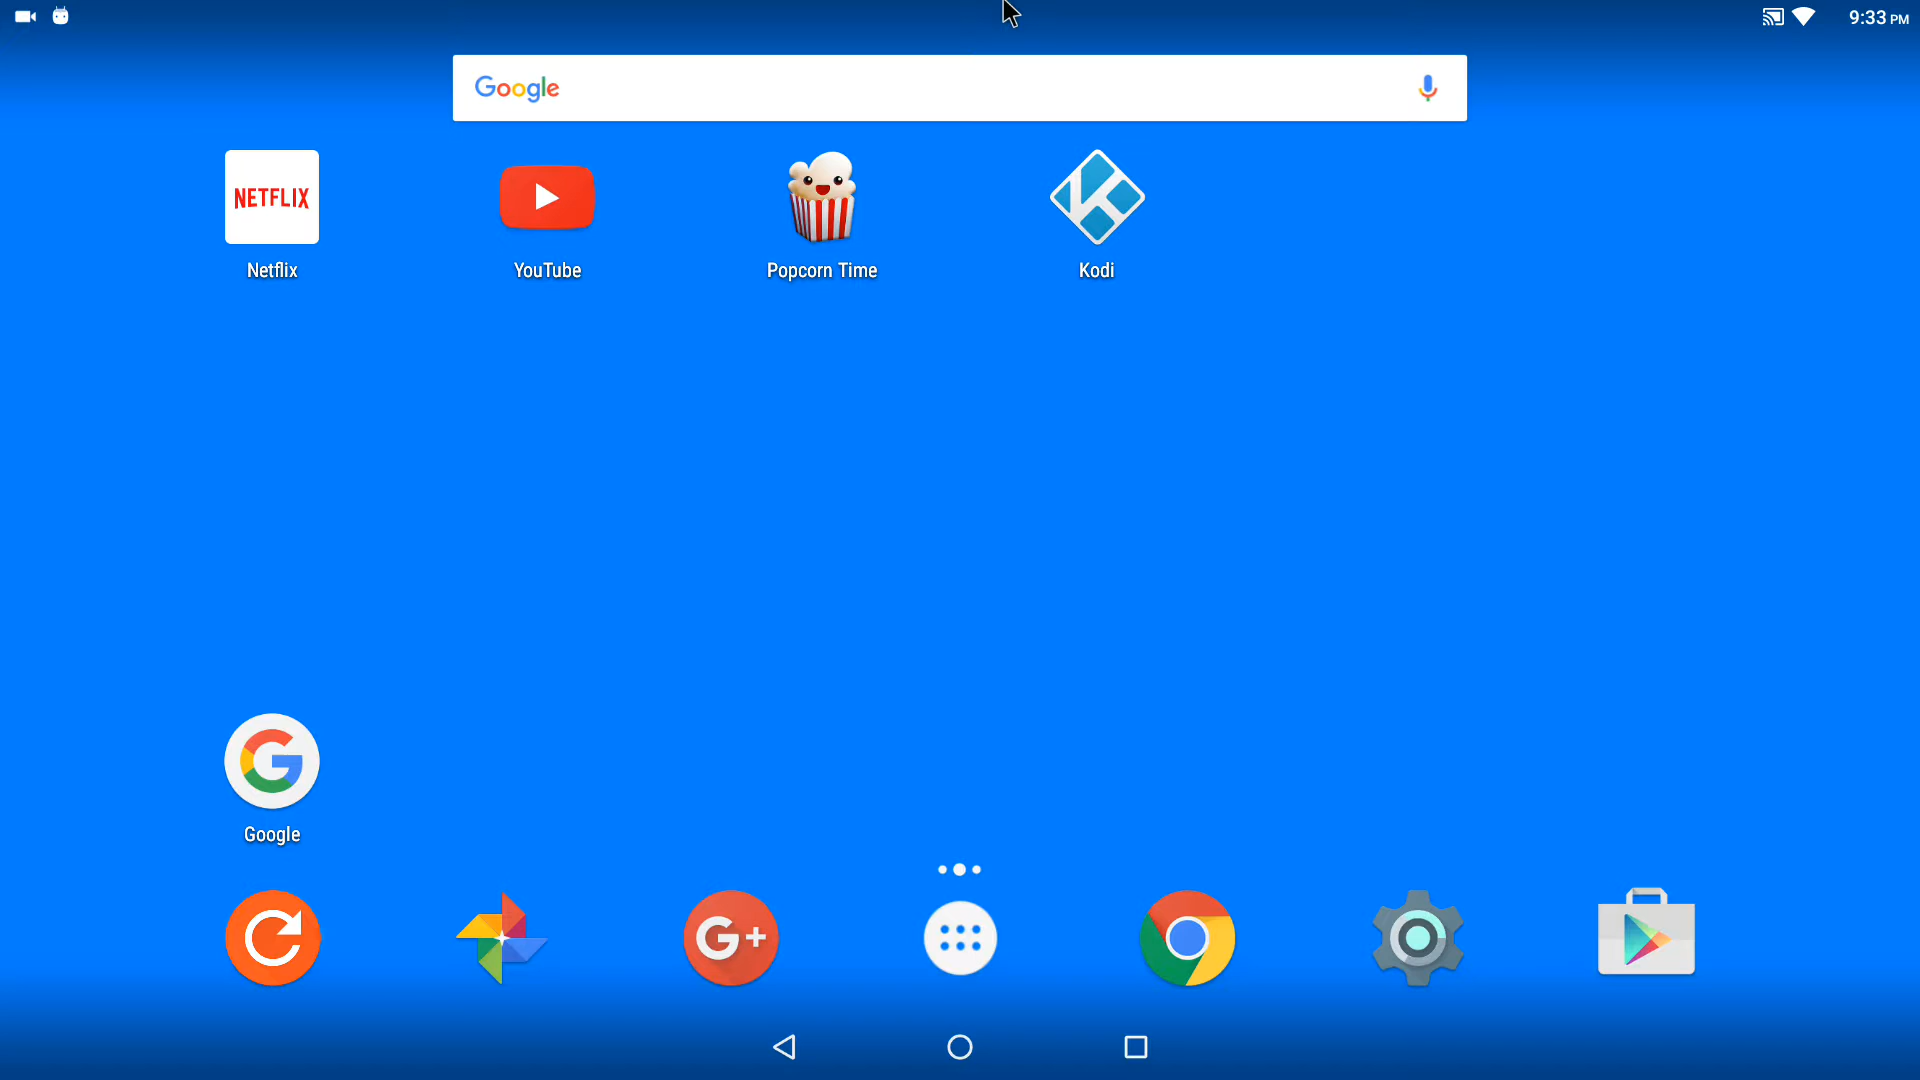 9:33 PM
Google
NETFLIX
Netflix
YouTube
Popcorn Time
Kodi
G
Google
G+